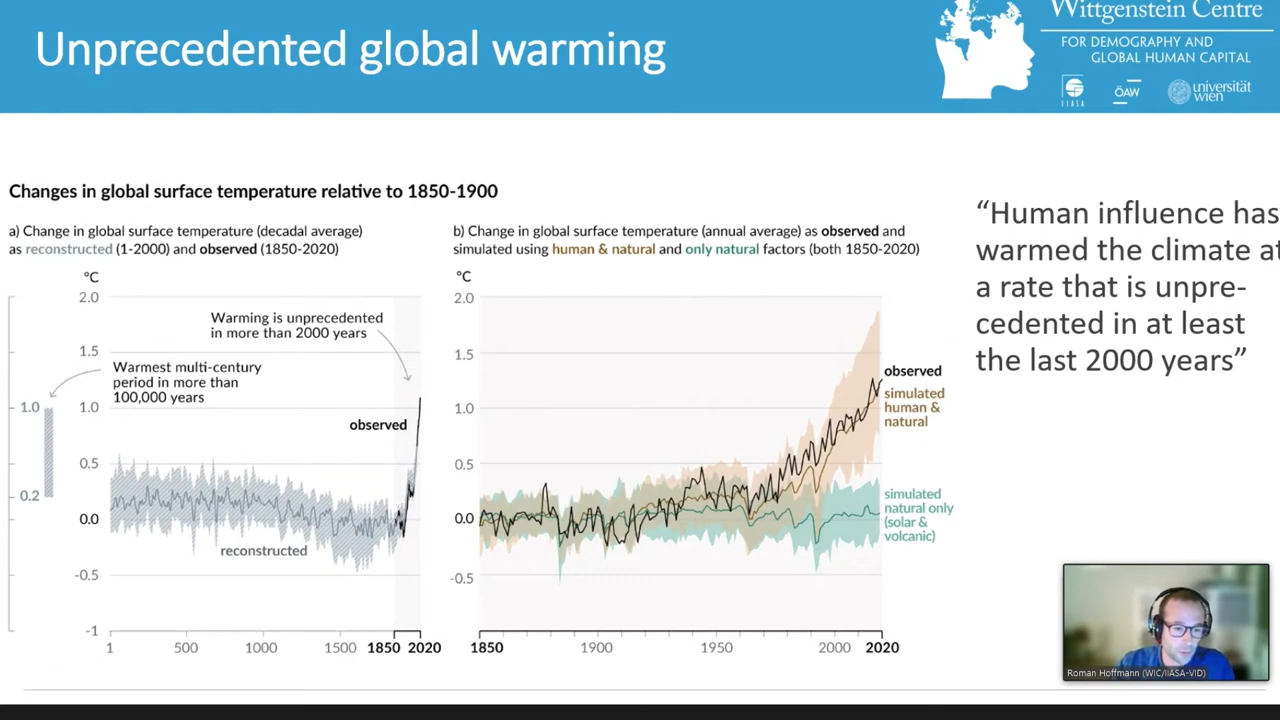 Unprecedented global warming
Wittgenstein Centre
FOR DEMOGRAPHY AND
GLOBAL HUMAN CAPITAL
IIASA
ÖAW
universität
wien
Changes in global surface temperature relative to 1850-1900
a) Change in global surface temperature (decadal average)
as reconstructed (1-2000) and observed (1850-2020)
b) Change in global surface temperature (annual average) as observed and
simulated using human & natural and only natural factors (both 1850-2020)
°C
2.0
1.5
1.0
0.5
0.0
-0.5
-1
1.0
0.2
Warming is unprecedented
in more than 2000 years
Warmest multi-century
period in more than
100,000 years
observed
reconstructed
1 500 1000 1500 1850 2020
°C
2.0
1.5
1.0
0.5
0.0
-0.5
observed
simulated
human &
natural
simulated
natural only
(solar &
volcanic)
1850 1900 1950 2000 2020
“Human influence has
warmed the climate at
a rate that is unpre-
cedented in at least
the last 2000 years”
Roman Hoffmann (WIC/IIASA-VID)